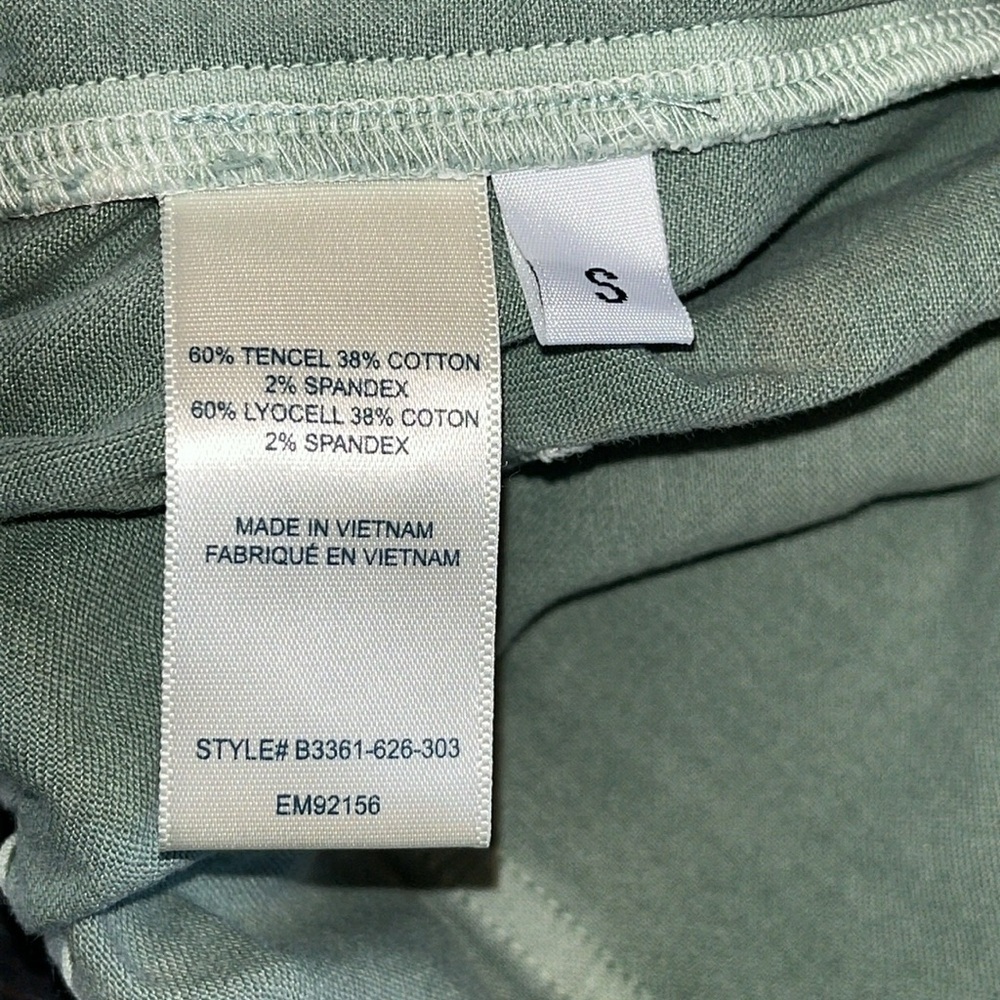 S
60% TENCEL 38% COTTON
2% SPANDEX
60% LYOCELL 38% COTON
2% SPANDEX
MADE IN VIETNAM
FABRIQUÉ EN VIETNAM
STYLE# B3361-626-303
EM92156